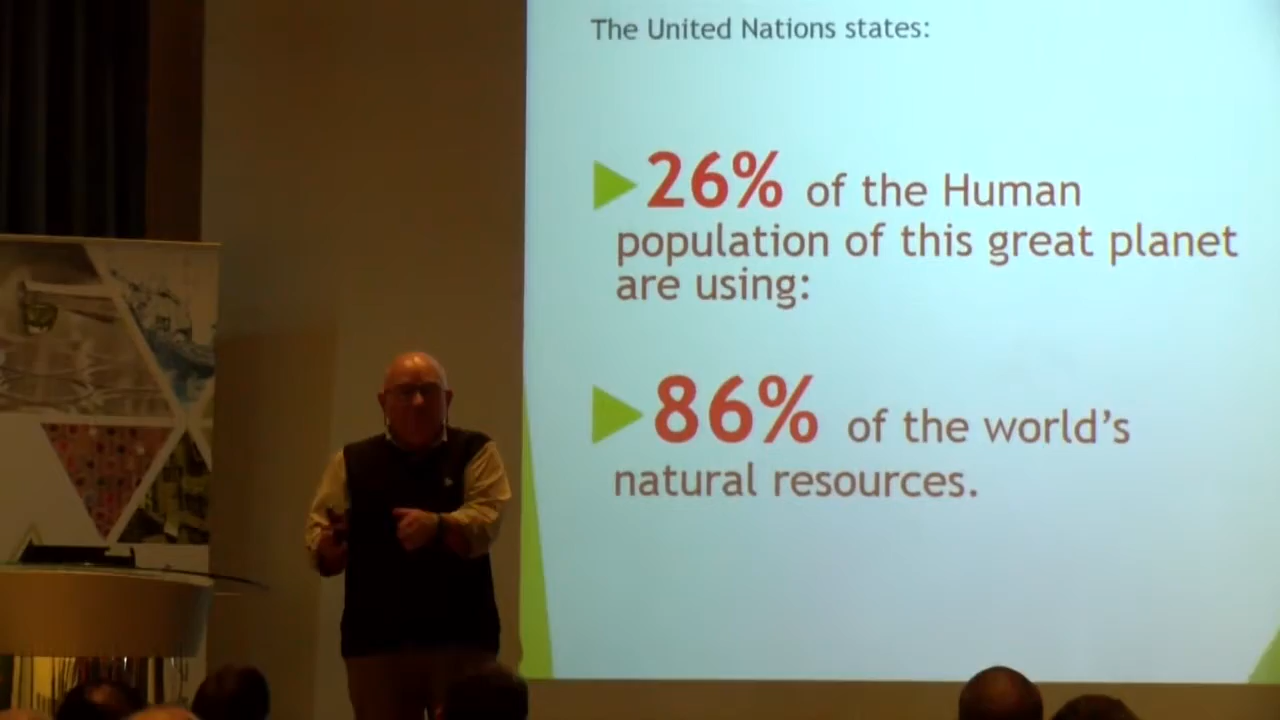 The United Nations states:
26% of the Human
population of this great planet
are using:
86% of the world's
natural resources.